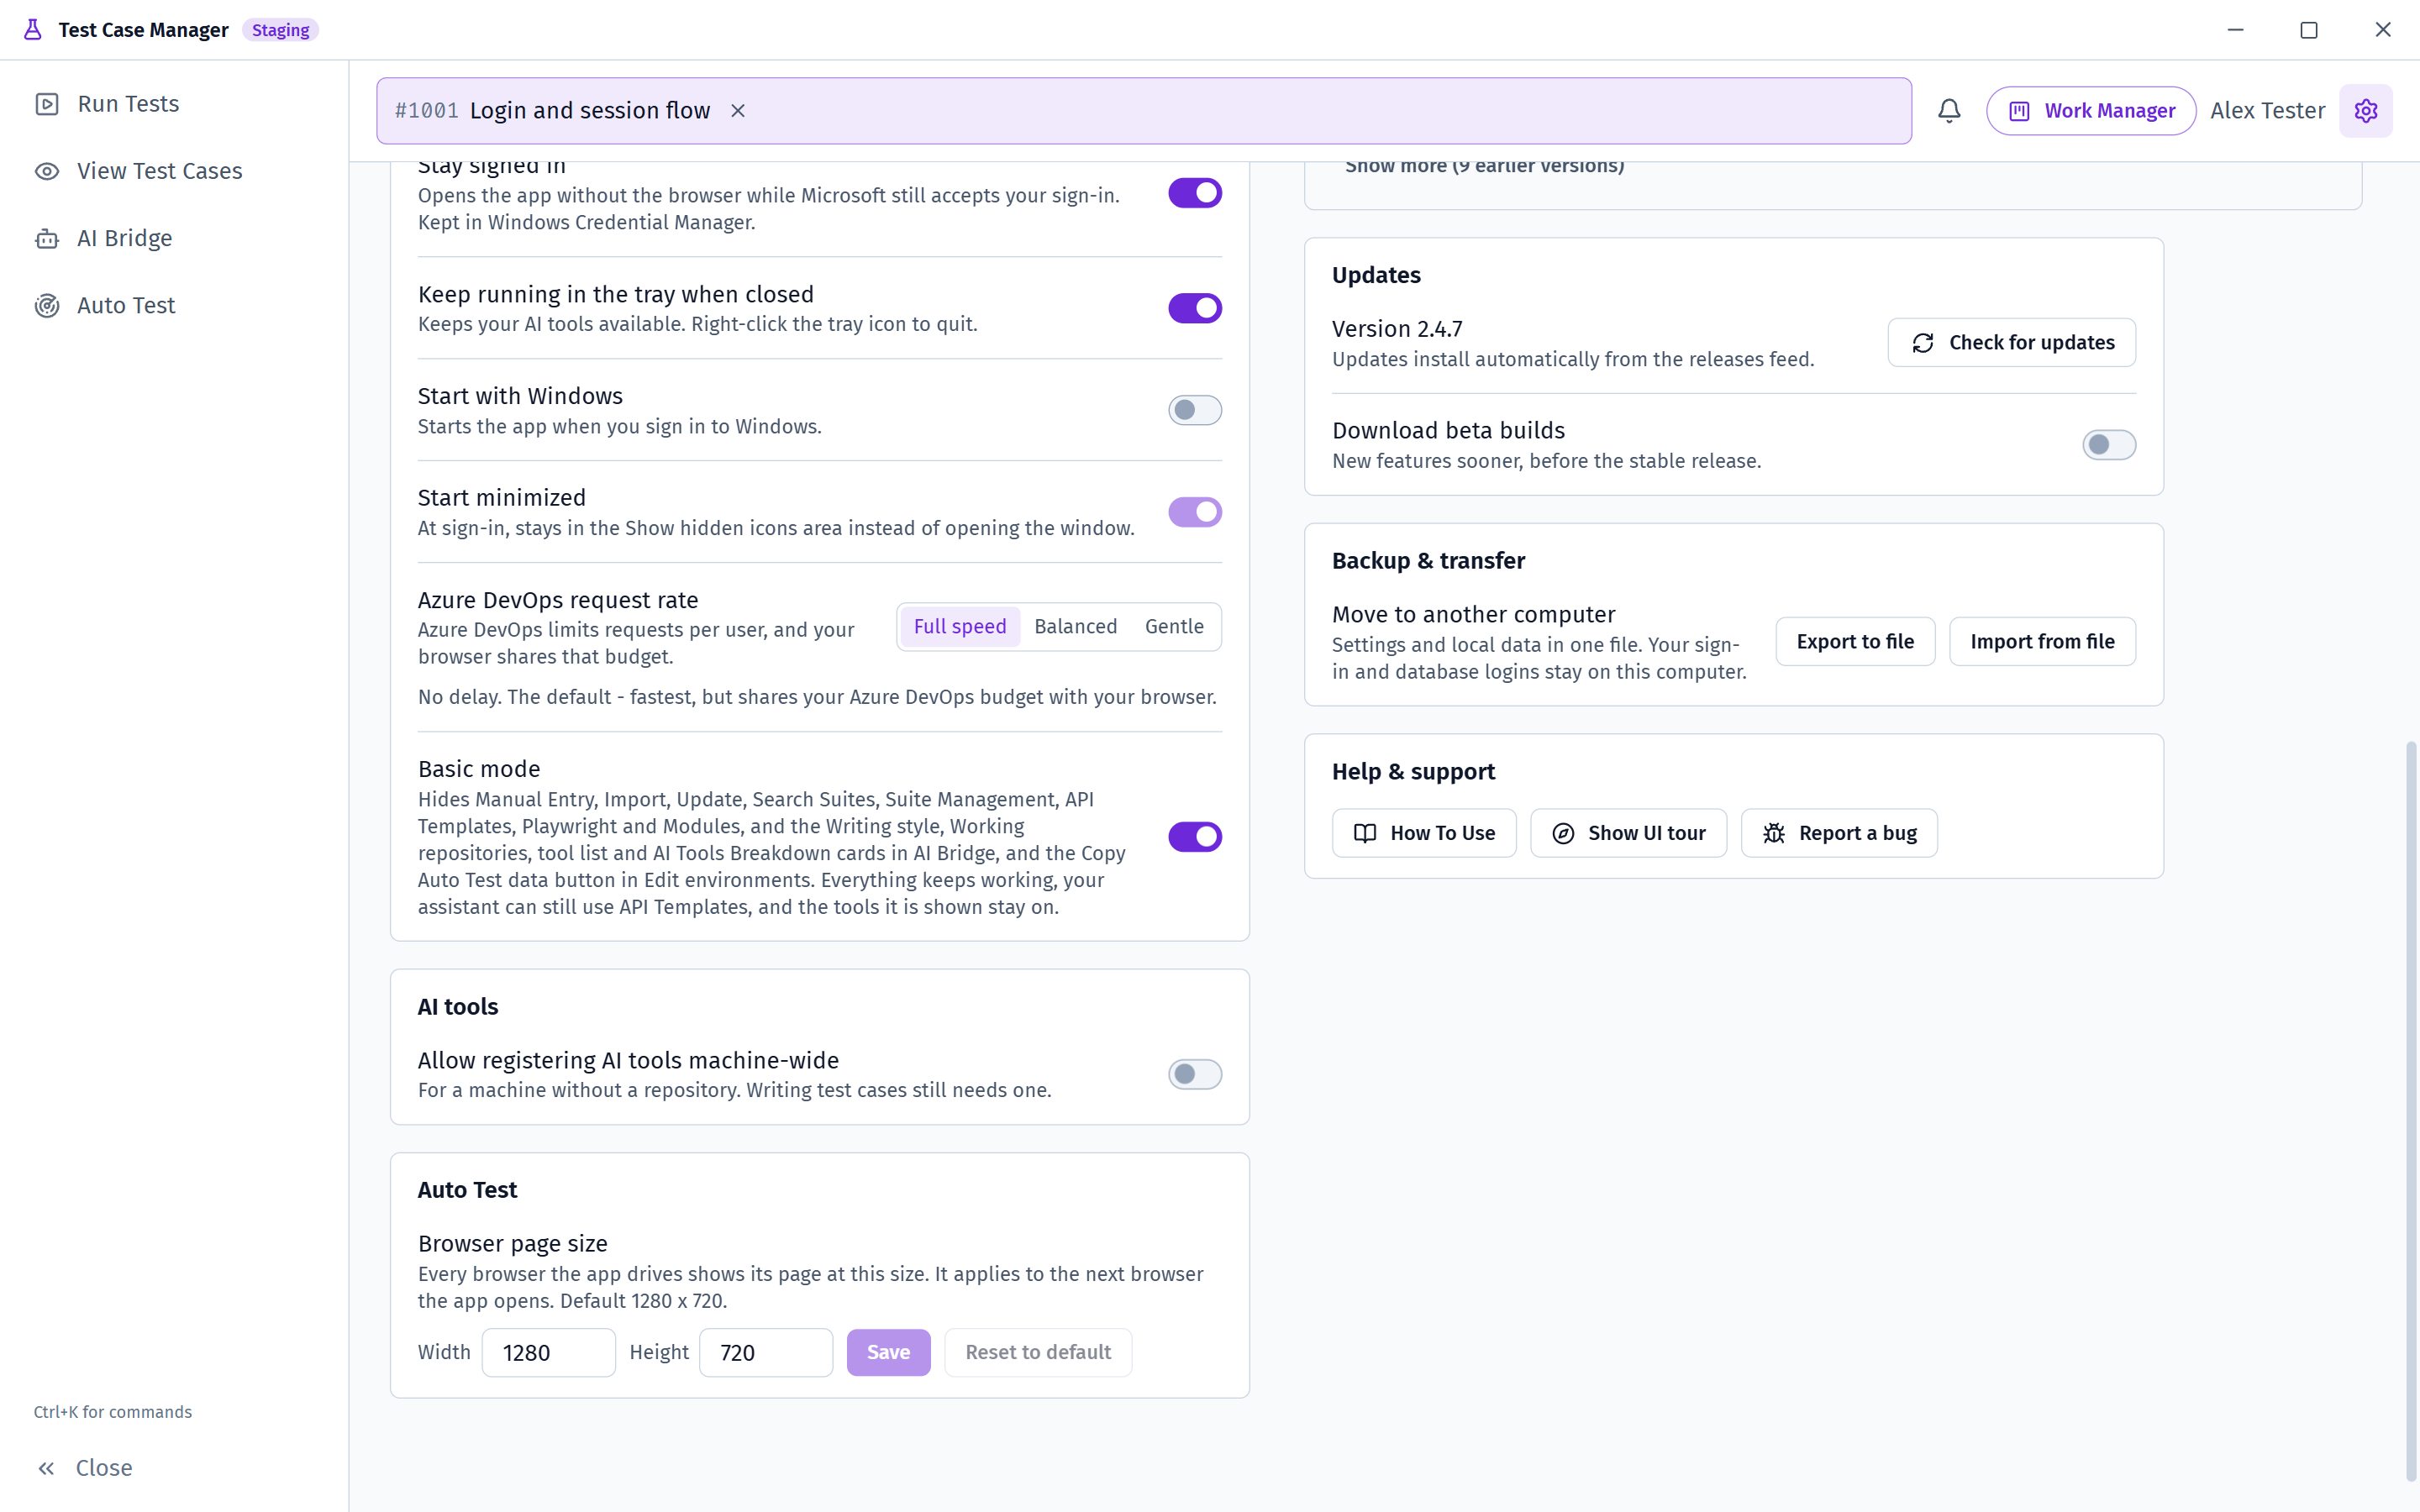 Test Case Manager Staging
Run Tests
View Test Cases
AI Bridge
Auto Test
Ctrl+K for commands
Close
#1001 Login and session flow
Work Manager
Alex Tester
Stay signed in
Opens the app without the browser while Microsoft still accepts your sign-in.
Kept in Windows Credential Manager.
Keep running in the tray when closed
Keeps your AI tools available. Right-click the tray icon to quit.
Start with Windows
Starts the app when you sign in to Windows.
Start minimized
At sign-in, stays in the Show hidden icons area instead of opening the window.
Azure DevOps request rate
Azure DevOps limits requests per user, and your
browser shares that budget.
Full speed Balanced Gentle
No delay. The default - fastest, but shares your Azure DevOps budget with your browser.
Basic mode
Hides Manual Entry, Import, Update, Search Suites, Suite Management, API
Templates, Playwright and Modules, and the Writing style, Working
repositories, tool list and AI Tools Breakdown cards in AI Bridge, and the Copy
Auto Test data button in Edit environments. Everything keeps working, your
assistant can still use API Templates, and the tools it is shown stay on.
AI tools
Allow registering AI tools machine-wide
For a machine without a repository. Writing test cases still needs one.
Auto Test
Browser page size
Every browser the app drives shows its page at this size. It applies to the next browser
the app opens. Default 1280 x 720.
Width 1280 Height 720 Save Reset to default
Show more (9 earlier versions)
Updates
Version 2.4.7
Updates install automatically from the releases feed.
Check for updates
Download beta builds
New features sooner, before the stable release.
Backup & transfer
Move to another computer
Settings and local data in one file. Your sign-
in and database logins stay on this computer.
Export to file Import from file
Help & support
How To Use Show UI tour Report a bug